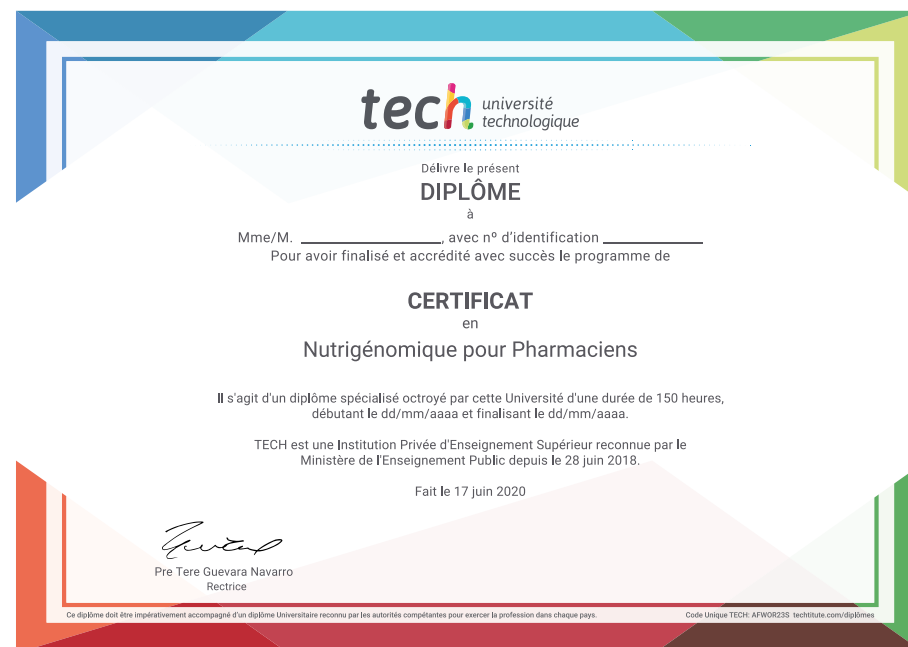 tech université
technologique
Délivre le présent
DIPLÔME
à
Mme/M. ____________________, avec nº d'identification ______________
Pour avoir finalisé et accrédité avec succès le programme de
CERTIFICAT
en
Nutrigénomique pour Pharmaciens
Il s'agit d'un diplôme spécialisé octroyé par cette Université d'une durée de 150 heures,
débutant le dd/mm/aaaa et finalisant le dd/mm/aaaa.
TECH est une Institution Privée d'Enseignement Supérieur reconnue par le
Ministère de l'Enseignement Public depuis le 28 juin 2018.
Fait le 17 juin 2020
Pre Tere Guevara Navarro
Rectrice
Ce diplôme doit être impérativement accompagné d'un diplôme Universitaire reconnu par les autorités compétentes pour exercer la profession dans chaque pays.
Code Unique TECH: AFWOR23S techtitute.com/diplômes